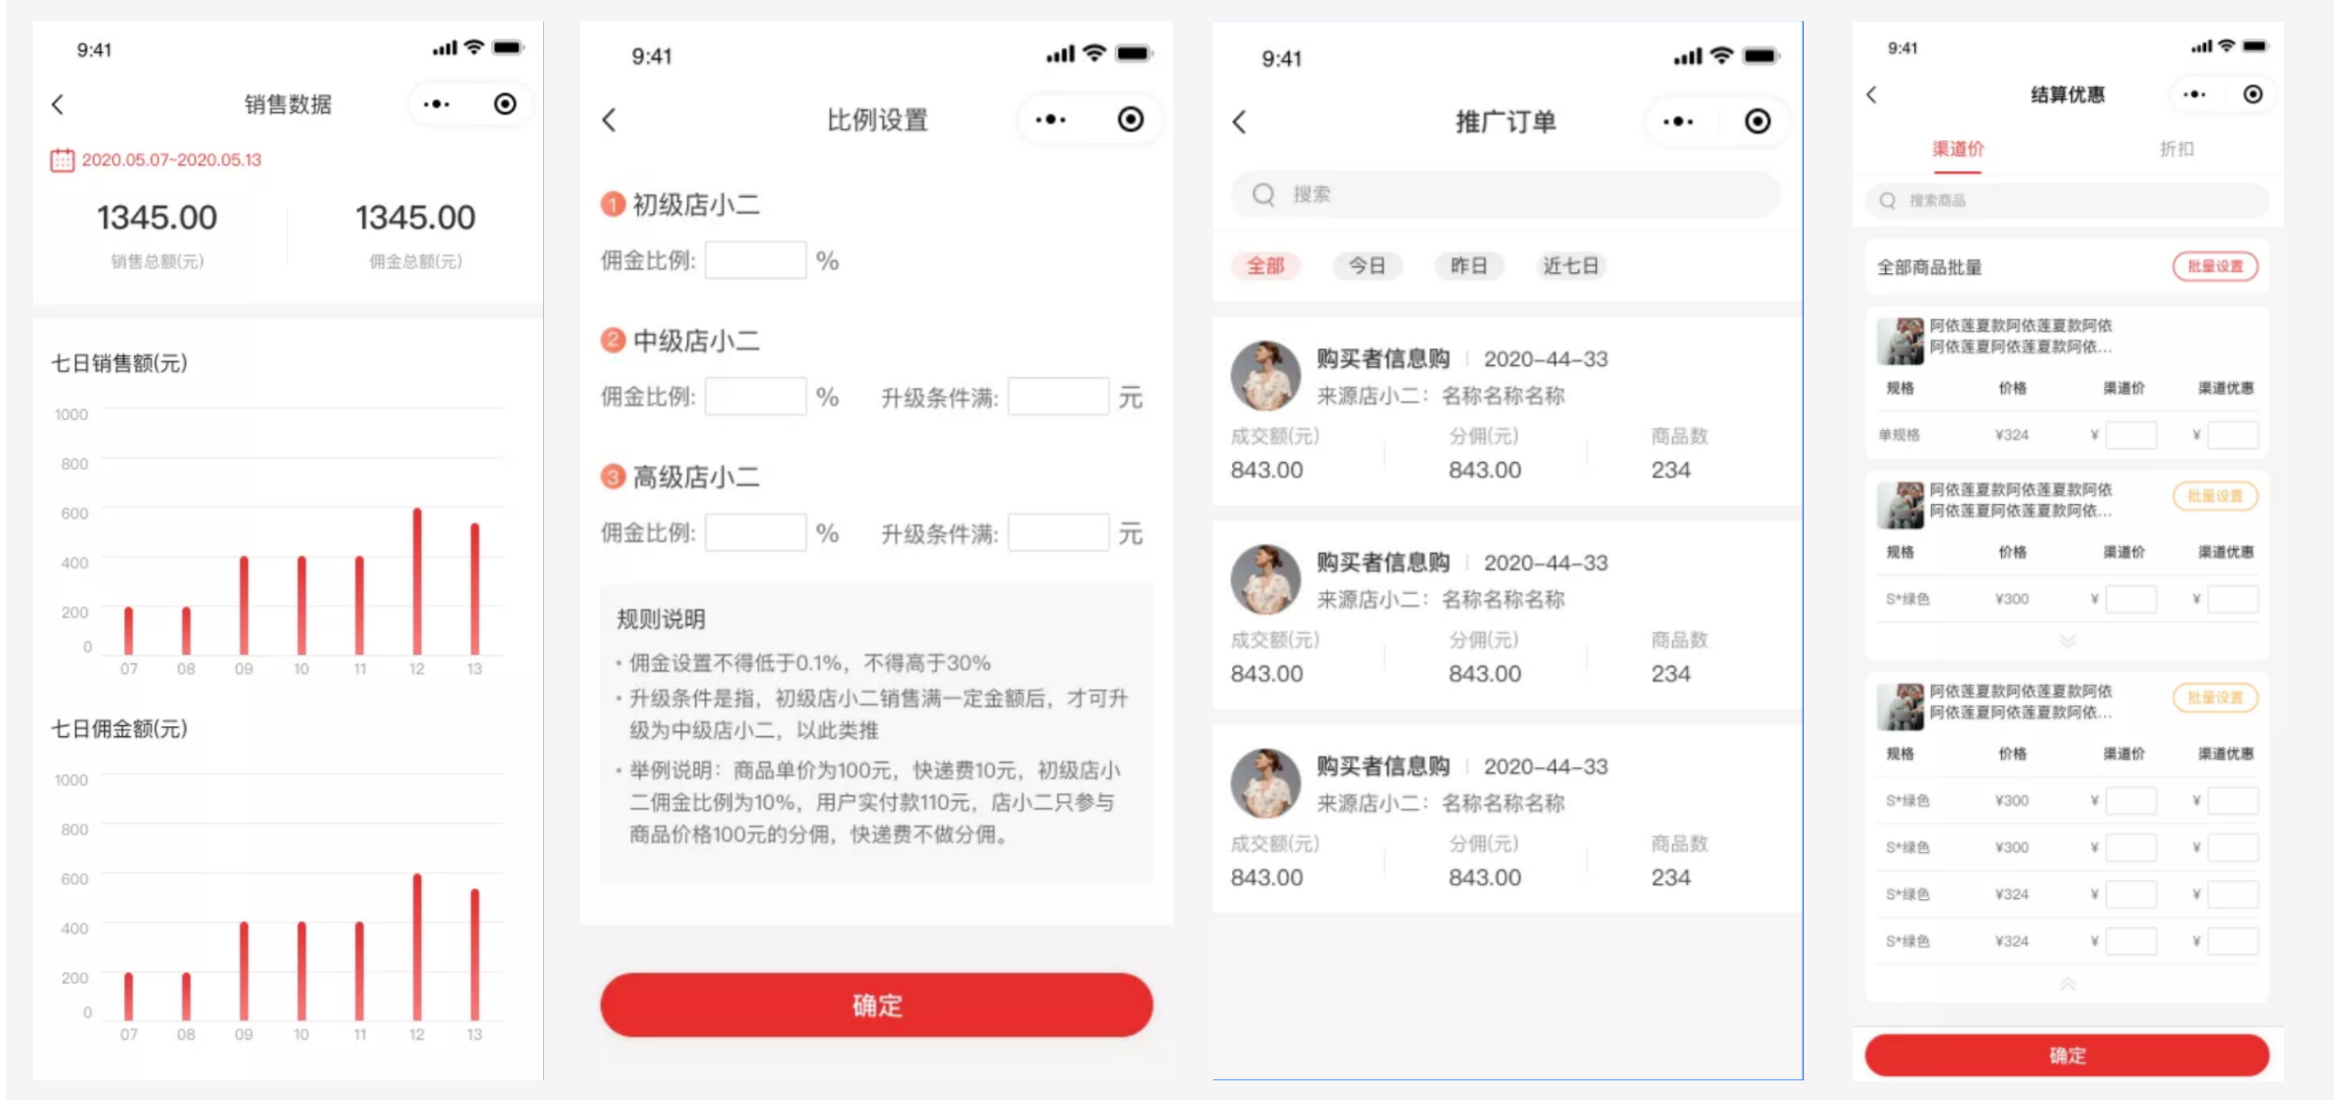 9:41
销售数据
2020.05.07~2020.05.13
1345.00
1345.00
销售总额(元)
佣金总额(元)
七日销售额(元)
1000
800
600
400
200
0
07 08 09 10 11 12 13
七日佣金额(元)
1000
800
600
400
200
0
07 08 09 10 11 12 13
9:41
比例设置
1 初级店小二
佣金比例: %
2 中级店小二
佣金比例: % 升级条件满: 元
3 高级店小二
佣金比例: % 升级条件满: 元
规则说明
• 佣金设置不得低于0.1%，不得高于30%
• 升级条件是指，初级店小二销售满一定金额后，才可升
级为中级店小二，以此类推
• 举例说明：商品单价为100元，快递费10元，初级店小
二佣金比例为10%，用户实付款110元，店小二只参与
商品价格100元的分佣，快递费不做分佣。
确定
9:41
推广订单
搜索
全部 今日 昨日 近七日
购买者信息购 2020-44-33
来源店小二：名称名称名称
成交额(元) 分佣(元) 商品数
843.00 843.00 234
购买者信息购 2020-44-33
来源店小二：名称名称名称
成交额(元) 分佣(元) 商品数
843.00 843.00 234
购买者信息购 2020-44-33
来源店小二：名称名称名称
成交额(元) 分佣(元) 商品数
843.00 843.00 234
9:41
结算优惠
渠道价 折扣
搜索商品
全部商品批量 批量设置
阿依莲夏款阿依莲夏款阿依
阿依莲夏阿依莲夏款阿依...
规格 价格 渠道价 渠道优惠
单规格 ¥324 ¥ ¥
阿依莲夏款阿依莲夏款阿依
批量设置
阿依莲夏阿依莲夏款阿依...
规格 价格 渠道价 渠道优惠
S*绿色 ¥300 ¥ ¥
阿依莲夏款阿依莲夏款阿依
批量设置
阿依莲夏阿依莲夏款阿依...
规格 价格 渠道价 渠道优惠
S*绿色 ¥300 ¥ ¥
S*绿色 ¥300 ¥ ¥
S*绿色 ¥324 ¥ ¥
S*绿色 ¥324 ¥ ¥
确定